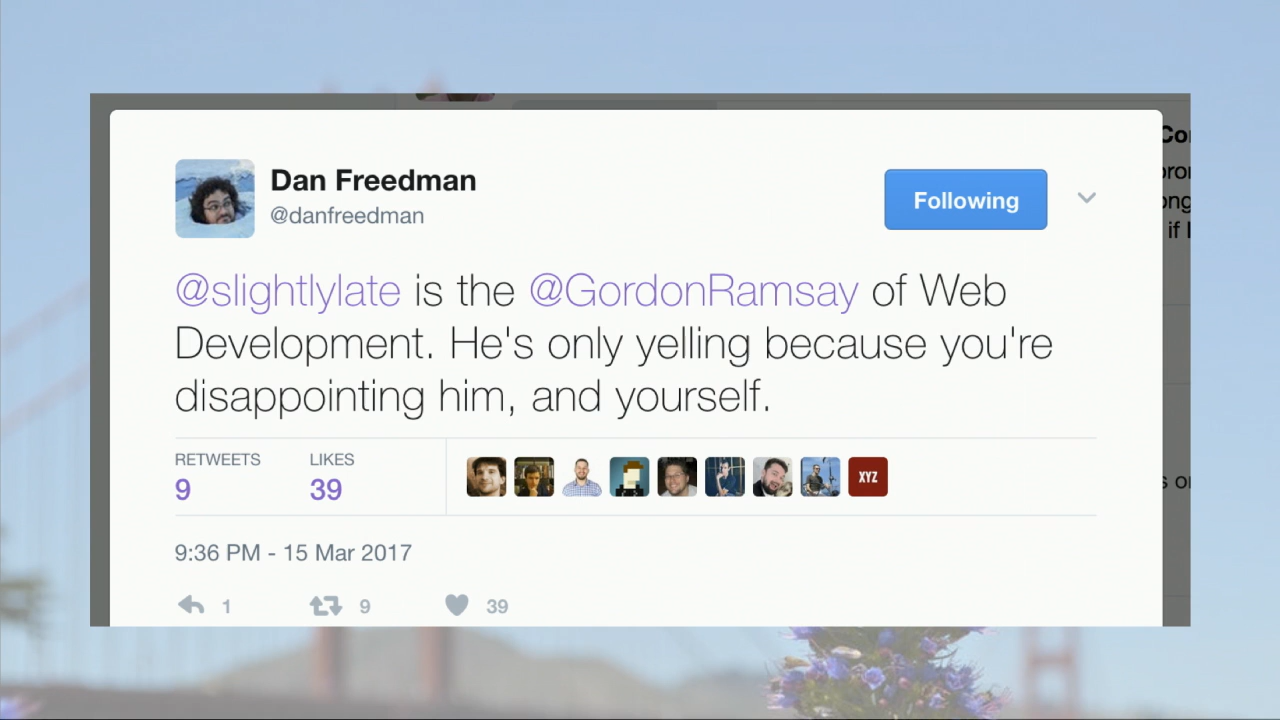 Dan Freedman
@danfreedman
Following
@slightlylate is the @GordonRamsay of Web
Development. He's only yelling because you're
disappointing him, and yourself.
RETWEETS
9
LIKES
39
XYZ
9:36 PM - 15 Mar 2017
1
9
39
if